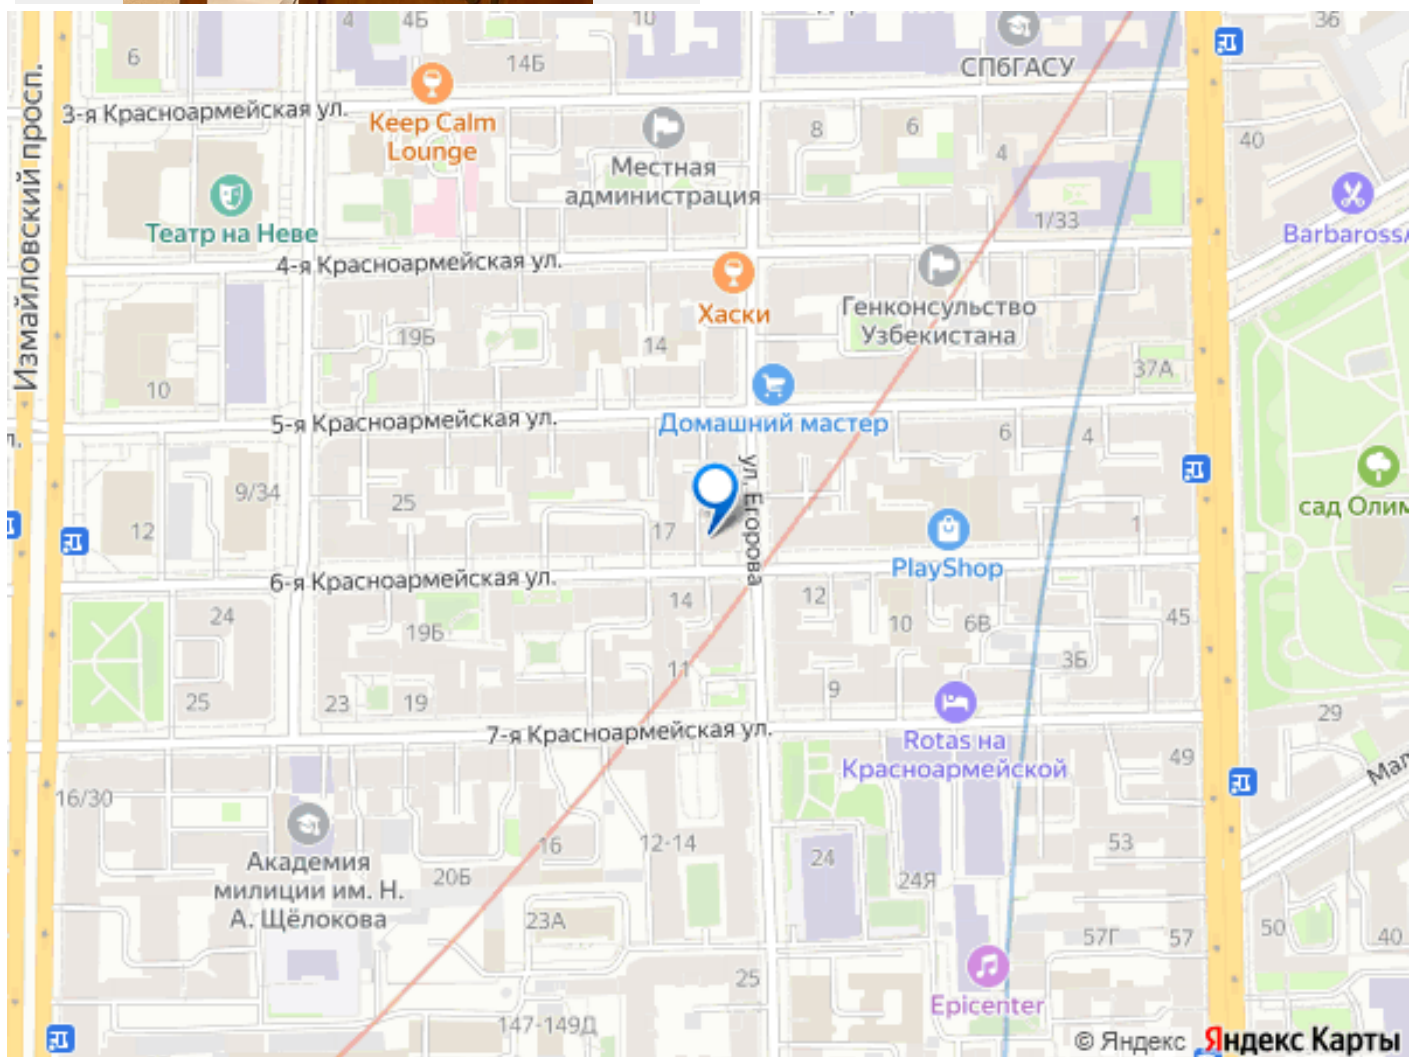 4
4Б
10
36
6
14Б
СПбГАСУ
Измайловский просп.
3-я Красноармейская ул.
Keep Calm
Lounge
8
6
4
40
Местная
администрация
1/33
Театр на Неве
4-я Красноармейская ул.
Хаски
Генконсульство
Узбекистана
19Б
14
10
37А
5-я Красноармейская ул.
Домашний мастер
6
4
ул. Егорова
9/34
25
12
17
1
сад Олим
PlayShop
6-я Красноармейская ул.
24
14
12
19Б
10
6В
45
3Б
11
25
23
19
9
29
7-я Красноармейская ул.
Rotas на
Красноармейской
49
16/30
16
12-14
53
Академия
милиции им. Н.
А. Щёлокова
20Б
24
24Я
23А
57Г
57
50
40
25
Epicenter
147-149Д
© Яндекс Яндекс Карты